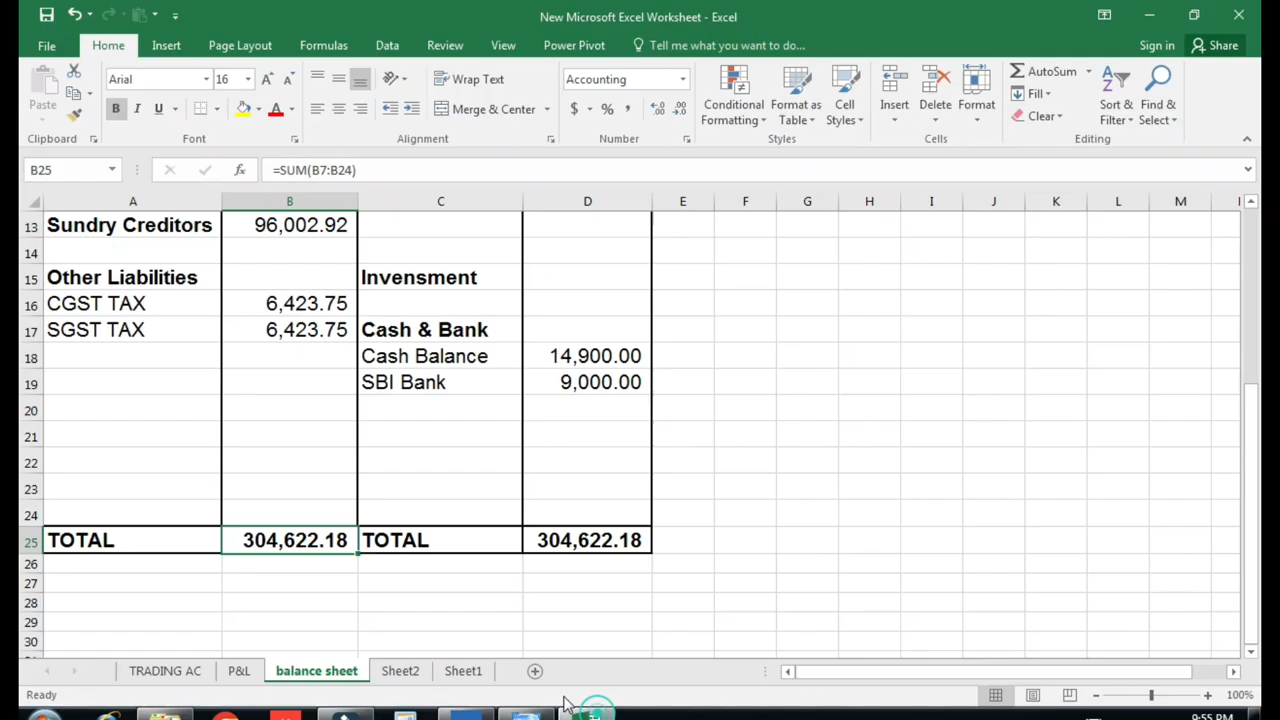 New Microsoft Excel Worksheet - Excel
File Home Insert Page Layout Formulas Data Review View Power Pivot Tell me what you want to do... Sign in Share
Paste
Arial 16 A A
B I U A
Wrap Text
Merge & Center
Accounting
$ % ,
Conditional Formatting
Format as Table
Cell Styles
Insert Delete Format
AutoSum
Fill
Clear
Sort & Filter
Find & Select
Clipboard Font Alignment Number Styles Cells Editing
B25 fx =SUM(B7:B24)
A B C D E F G H I J K L M
13 Sundry Creditors 96,002.92
14
15 Other Liabilities Invensment
16 CGST TAX 6,423.75
17 SGST TAX 6,423.75 Cash & Bank
18 Cash Balance 14,900.00
19 SBI Bank 9,000.00
20
21
22
23
24
25 TOTAL 304,622.18 TOTAL 304,622.18
26
27
28
29
30
TRADING AC P&L balance sheet Sheet2 Sheet1
Ready 100%
9:55 PM